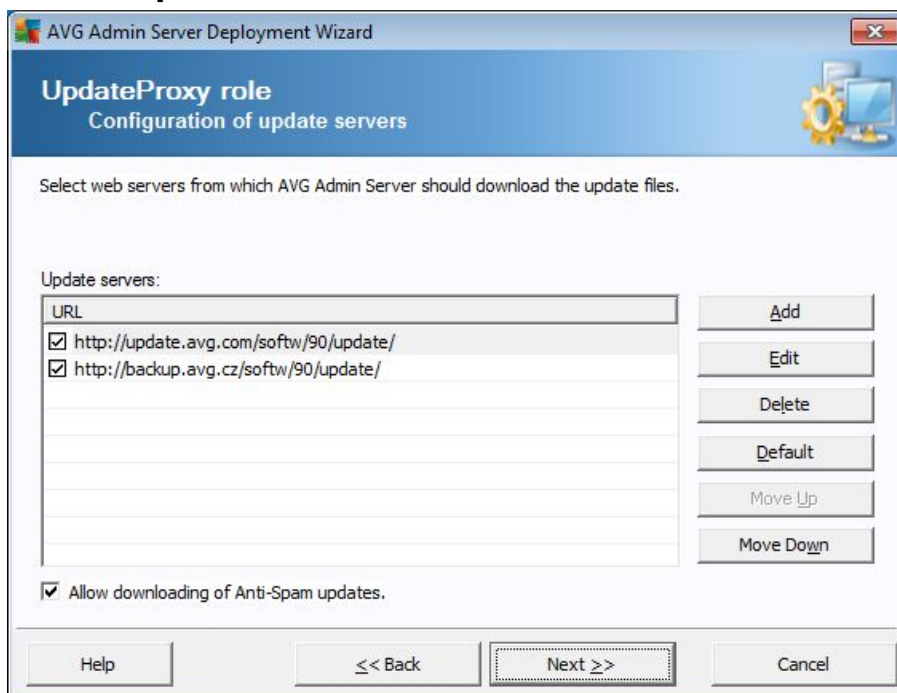 AVG Admin Server Deployment Wizard
UpdateProxy role
Configuration of update servers
Select web servers from which AVG Admin Server should download the update files.
Update servers:
URL
http://update.avg.com/softw/90/update/
http://backup.avg.cz/softw/90/update/
Add
Edit
Delete
Default
Move Up
Move Down
Allow downloading of Anti-Spam updates.
Help
<< Back
Next >>
Cancel